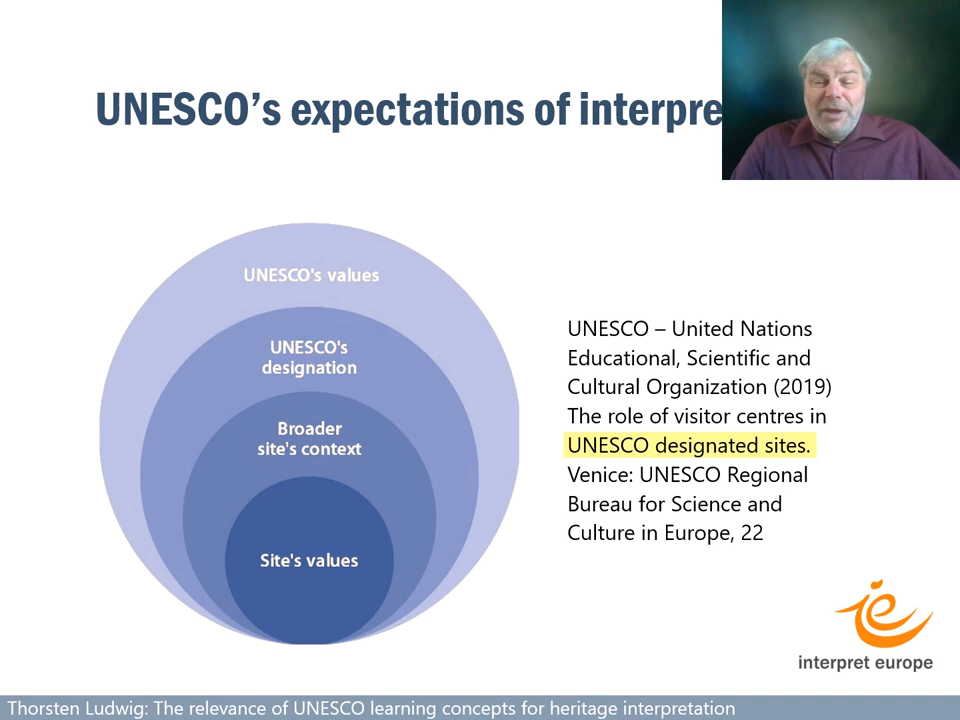 UNESCO's expectations of interpre
UNESCO's values
UNESCO's
designation
Broader
site's context
Site's values
UNESCO – United Nations
Educational, Scientific and
Cultural Organization (2019)
The role of visitor centres in
UNESCO designated sites.
Venice: UNESCO Regional
Bureau for Science and
Culture in Europe, 22
interpret europe
Thorsten Ludwig: The relevance of UNESCO learning concepts for heritage interpretation